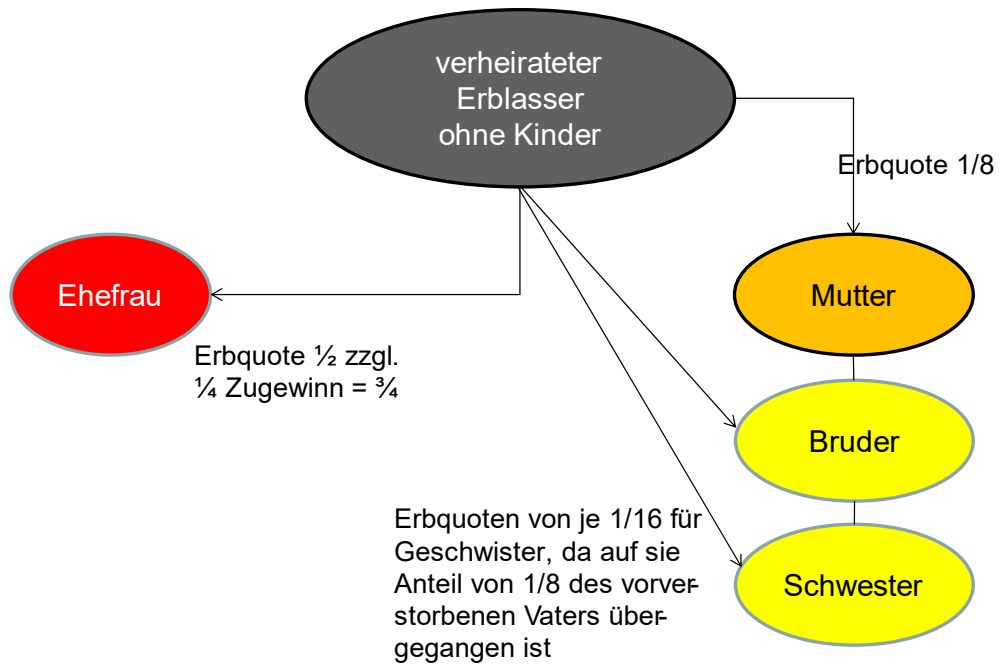 verheirateter
Erblasser
ohne Kinder
Erbquote 1/8
Ehefrau
Mutter
Erbquote ½ zzgl.
¼ Zugewinn = ¾
Bruder
Erbquoten von je 1/16 für
Geschwister, da auf sie
Anteil von 1/8 des vorver-
storbenen Vaters über-
gegangen ist
Schwester